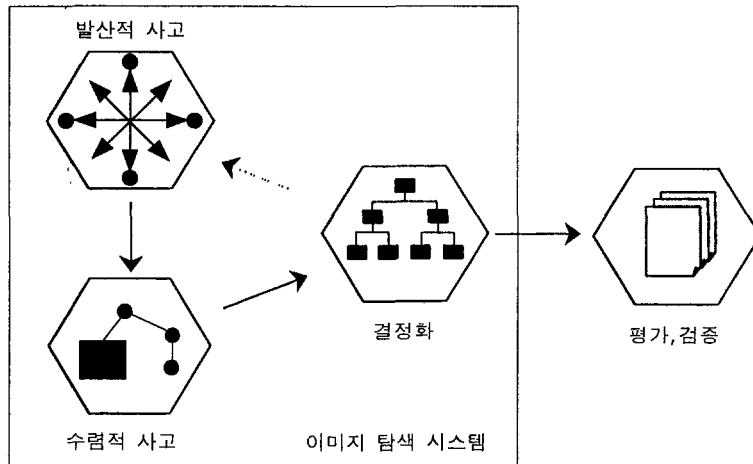 발산적 사고
결정화
평가,검증
수렴적 사고
이미지 탐색 시스템